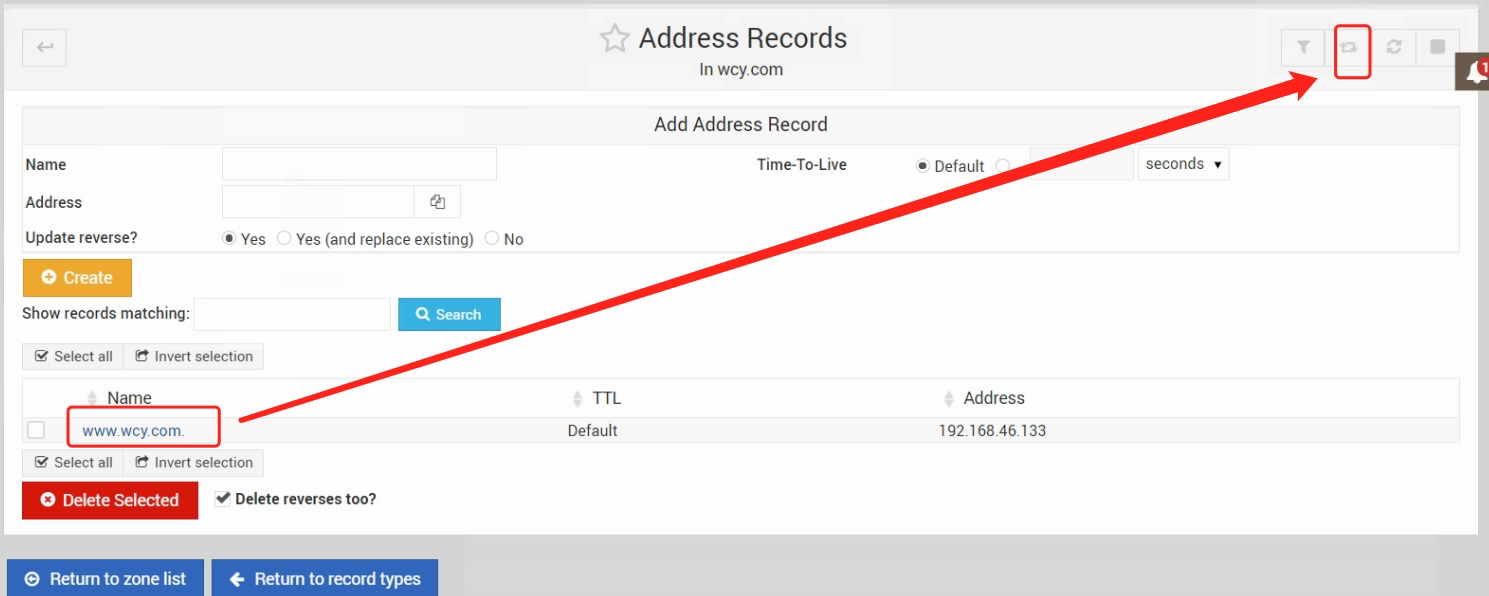 Address Records
In wcy.com
1
Add Address Record
Name
Time-To-Live Default seconds
Address
Update reverse? Yes Yes (and replace existing) No
Create
Show records matching: Search
Select all Invert selection
Name TTL Address
www.wcy.com. Default 192.168.46.133
Select all Invert selection
Delete Selected Delete reverses too?
Return to zone list Return to record types